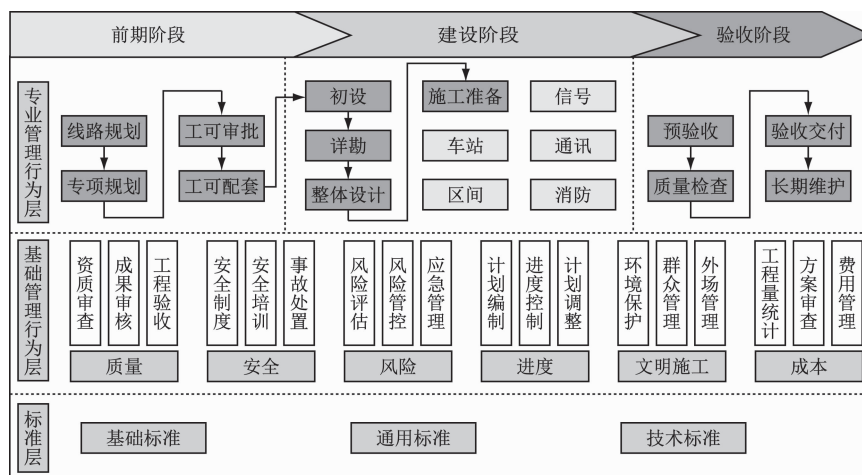 前期阶段
建设阶段
验收阶段
专业管理行为层
线路规划
专项规划
工可审批
工可配套
初设
详勘
整体设计
施工准备
车站
区间
信号
通讯
消防
预验收
质量检查
验收交付
长期维护
基础管理行为层
资质审查
成果审核
工程验收
质量
安全制度
安全培训
事故处置
安全
风险评估
风险管控
应急管理
风险
计划编制
进度控制
计划调整
进度
环境保护
群众管理
外场管理
文明施工
工程量统计
方案审查
费用管理
成本
标准层
基础标准
通用标准
技术标准